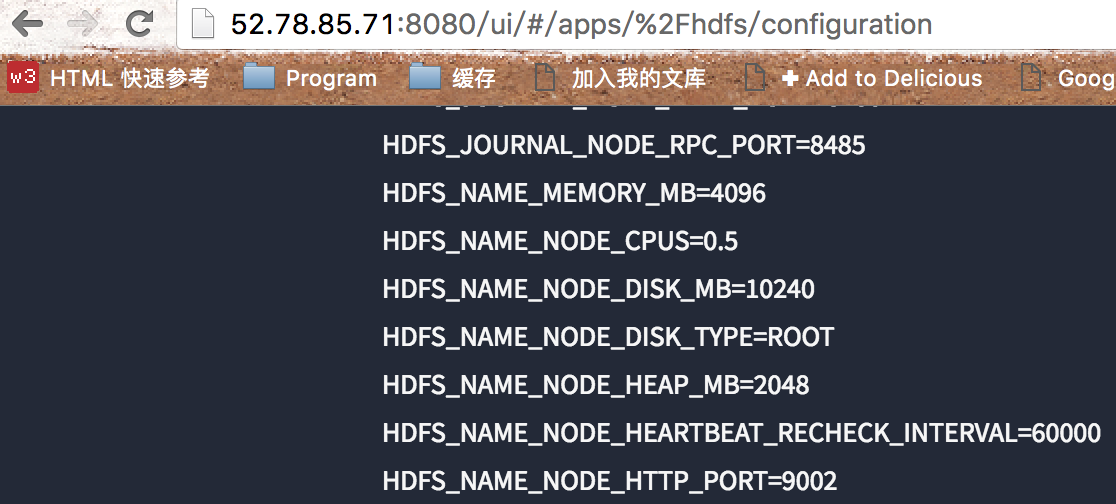 52.78.85.71:8080/ui/#/apps/%2Fhdfs/configuration
w3 HTML 快速参考 Program 缓存 加入我的文库 ✚ Add to Delicious Goog
HDFS_JOURNAL_NODE_RPC_PORT=8485
HDFS_NAME_MEMORY_MB=4096
HDFS_NAME_NODE_CPUS=0.5
HDFS_NAME_NODE_DISK_MB=10240
HDFS_NAME_NODE_DISK_TYPE=ROOT
HDFS_NAME_NODE_HEAP_MB=2048
HDFS_NAME_NODE_HEARTBEAT_RECHECK_INTERVAL=60000
HDFS_NAME_NODE_HTTP_PORT=9002